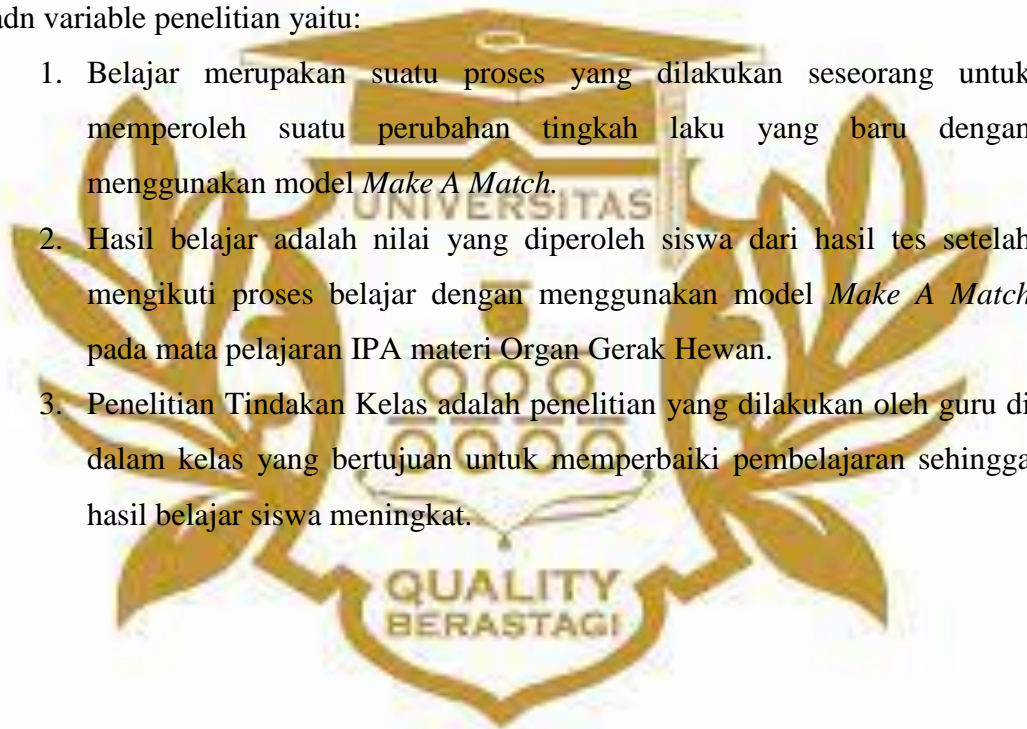 adn variable penelitian yaitu:
1. Belajar merupakan suatu proses yang dilakukan seseorang untuk
memperoleh suatu perubahan tingkah laku yang baru dengan
menggunakan model Make A Match.
UNIVERSITAS
2. Hasil belajar adalah nilai yang diperoleh siswa dari hasil tes setelah
mengikuti proses belajar dengan menggunakan model Make A Match
pada mata pelajaran IPA materi Organ Gerak Hewan.
3. Penelitian Tindakan Kelas adalah penelitian yang dilakukan oleh guru di
dalam kelas yang bertujuan untuk memperbaiki pembelajaran sehingga
hasil belajar siswa meningkat.
QUALITY
BERASTAGI